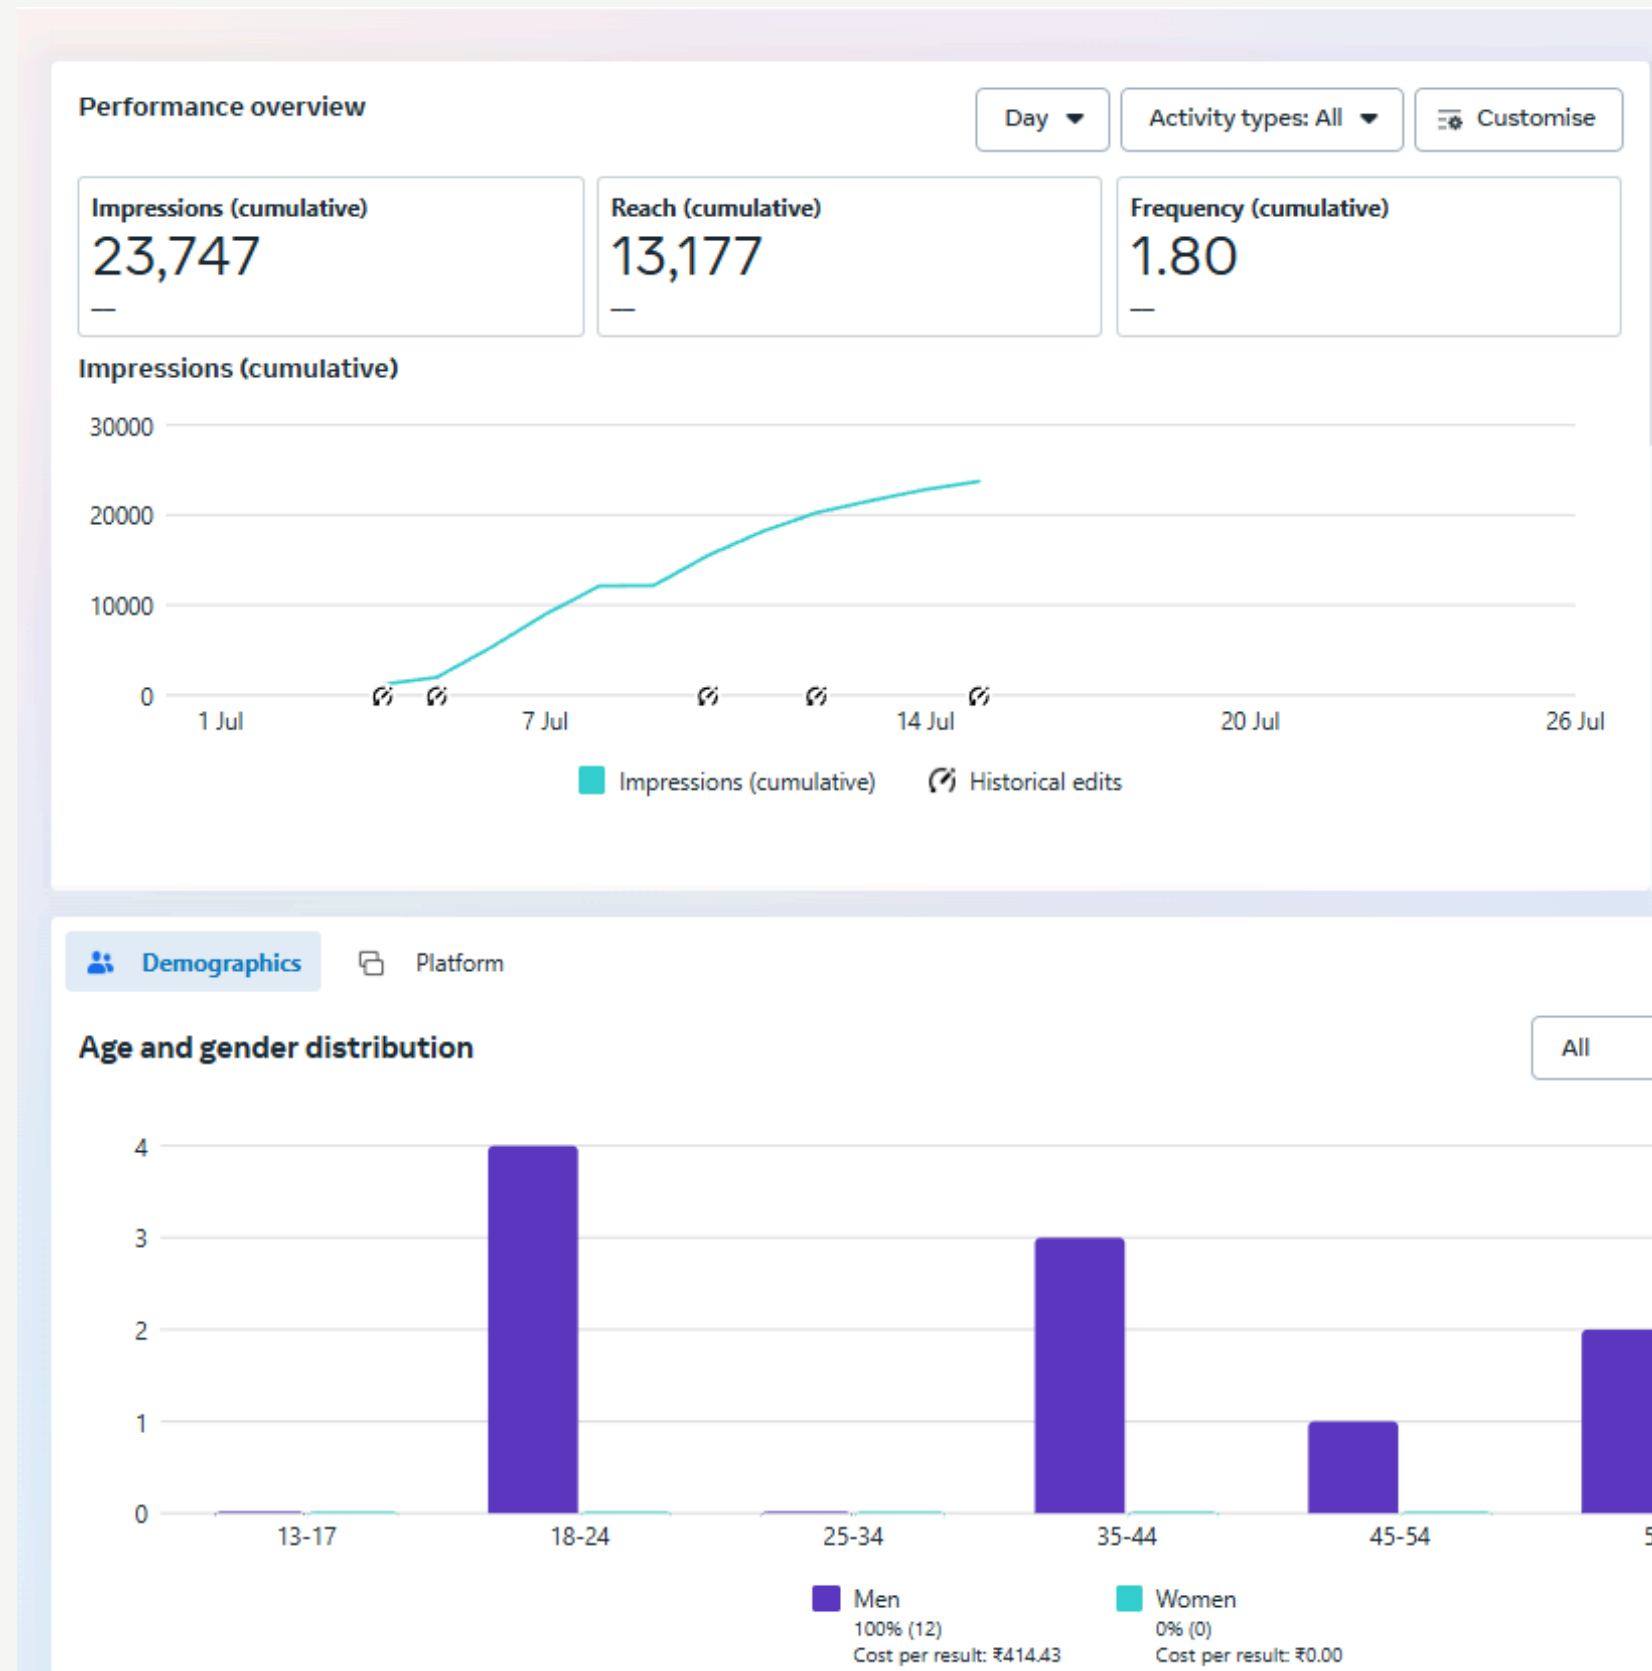 Performance overview
Day
Activity types: All
Customise
Impressions (cumulative)
23,747
—
Reach (cumulative)
13,177
—
Frequency (cumulative)
1.80
—
Impressions (cumulative)
30000
20000
10000
0
1 Jul
7 Jul
14 Jul
20 Jul
26 Jul
Impressions (cumulative)
Historical edits
Demographics
Platform
Age and gender distribution
All
4
3
2
1
0
13-17
18-24
25-34
35-44
45-54
Men
100% (12)
Cost per result: ₹414.43
Women
0% (0)
Cost per result: ₹0.00